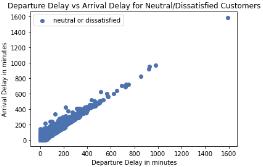 Departure Delay vs Arrival Delay for Neutral/Dissatisfied Customers
neutral or dissatisfied
1600
1400
1200
1000
800
600
400
200
0
Arrival Delay in minutes
0 200 400 600 800 1000 1200 1400 1600
Departure Delay in minutes